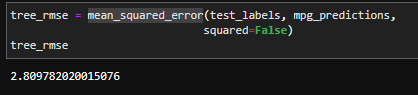 tree_rmse = mean_squared_error(test_labels, mpg_predictions,
squared=False)
tree_rmse
2.809782020015076